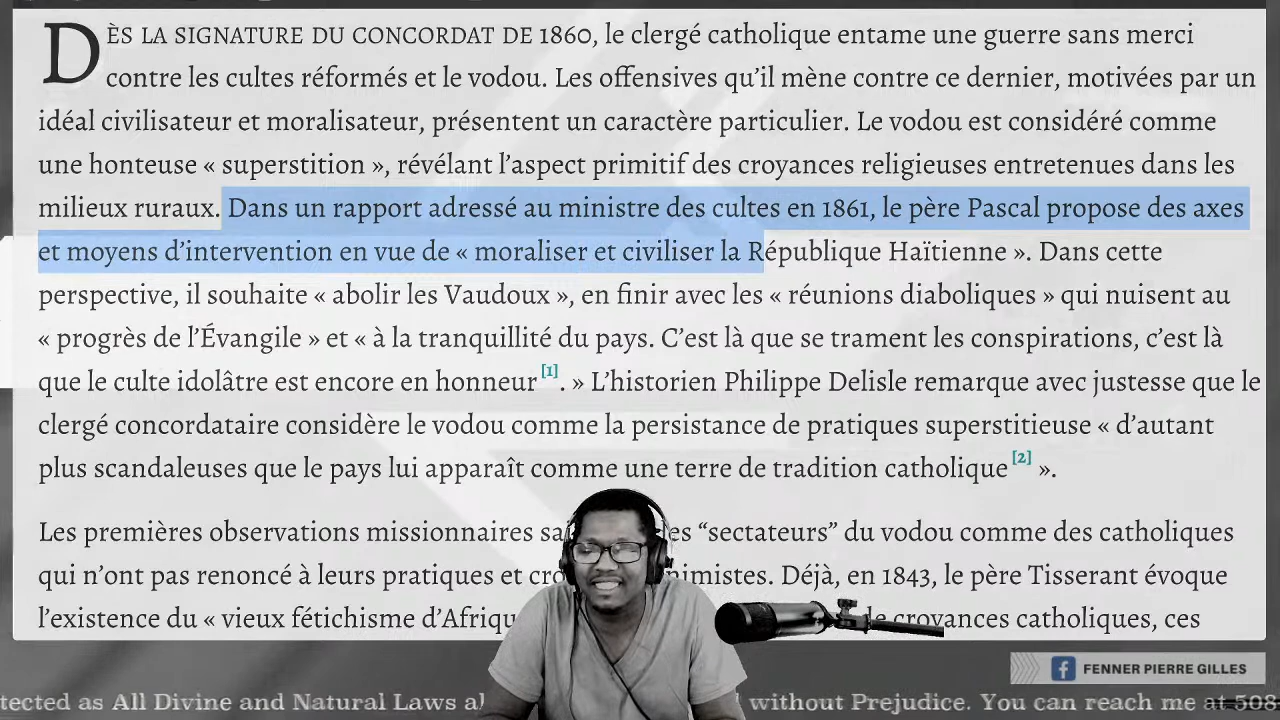 DÈS LA SIGNATURE DU CONCORDAT DE 1860, le clergé catholique entame une guerre sans merci
contre les cultes réformés et le vodou. Les offensives qu’il mène contre ce dernier, motivées par un
idéal civilisateur et moralisateur, présentent un caractère particulier. Le vodou est considéré comme
une honteuse « superstition », révélant l’aspect primitif des croyances religieuses entretenues dans les
milieux ruraux. Dans un rapport adressé au ministre des cultes en 1861, le père Pascal propose des axes
et moyens d’intervention en vue de « moraliser et civiliser la République Haïtienne ». Dans cette
perspective, il souhaite « abolir les Vaudoux », en finir avec les « réunions diaboliques » qui nuisent au
« progrès de l’Évangile » et « à la tranquillité du pays. C’est là que se trament les conspirations, c’est là
que le culte idolâtre est encore en honneur [1]. » L’historien Philippe Delisle remarque avec justesse que le
clergé concordataire considère le vodou comme la persistance de pratiques superstitieuse « d’autant
plus scandaleuses que le pays lui apparaît comme une terre de tradition catholique [2] ».
Les premières observations missionnaires es “sectateurs” du vodou comme des catholiques
qui n’ont pas renoncé à leurs pratiques et nimistes. Déjà, en 1843, le père Tisserant évoque
l’existence du « vieux fétichisme croyances catholiques, ces
FENNER PIERRE GILLES
tected as All Divine and Natural Laws without Prejudice. You can reach me at 508